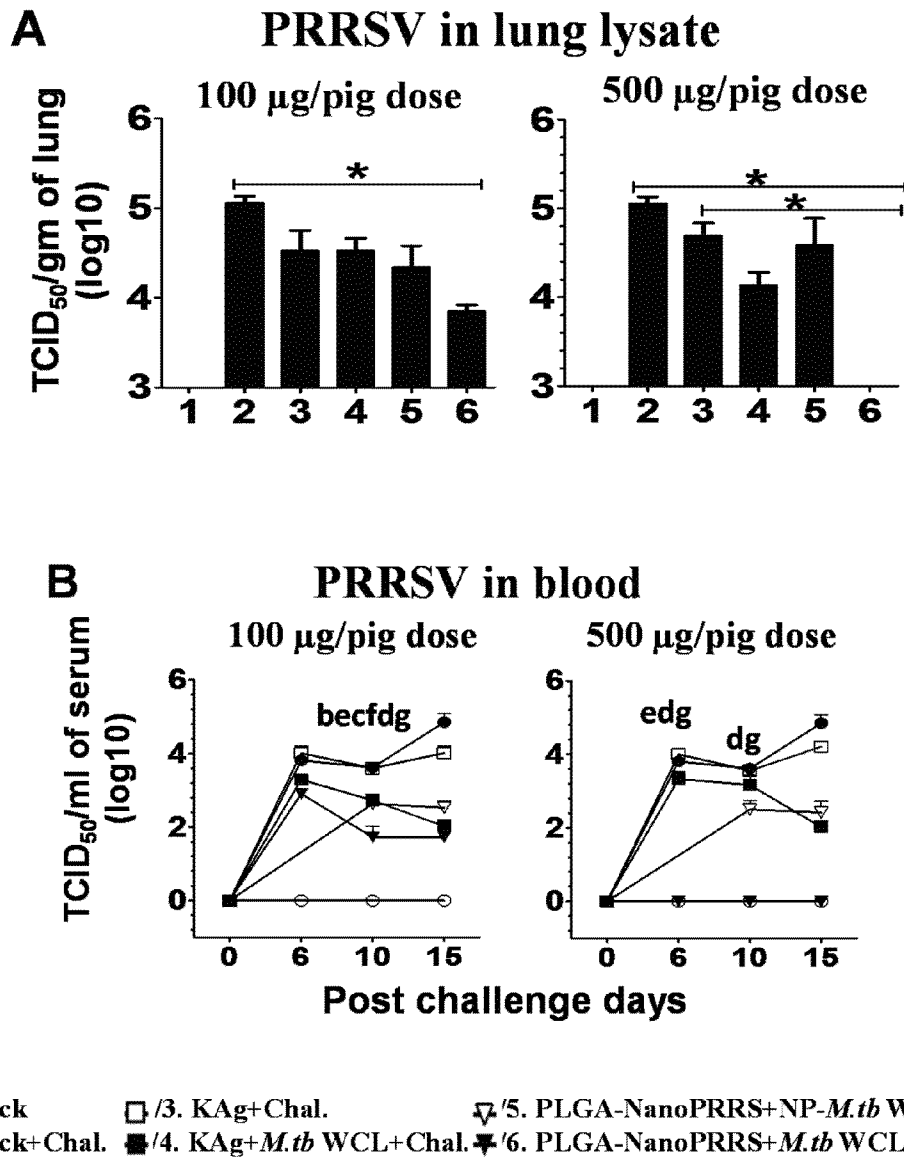 A
PRRSV in lung lysate
100 µg/pig dose
500 µg/pig dose
TCID50/gm of lung
(log10)
6
5
4
3
1 2 3 4 5 6
*
6
5
4
3
1 2 3 4 5 6
*
*
B
PRRSV in blood
100 µg/pig dose
500 µg/pig dose
TCID50/ml of serum
(log10)
6
4
2
0
0 6 10 15
becfdg
6
4
2
0
0 6 10 15
edg
dg
Post challenge days
ck
/3. KAg+Chal.
/5. PLGA-NanoPRRS+NP-M.tb W
ck+Chal.
/4. KAg+M.tb WCL+Chal.
/6. PLGA-NanoPRRS+M.tb WCL